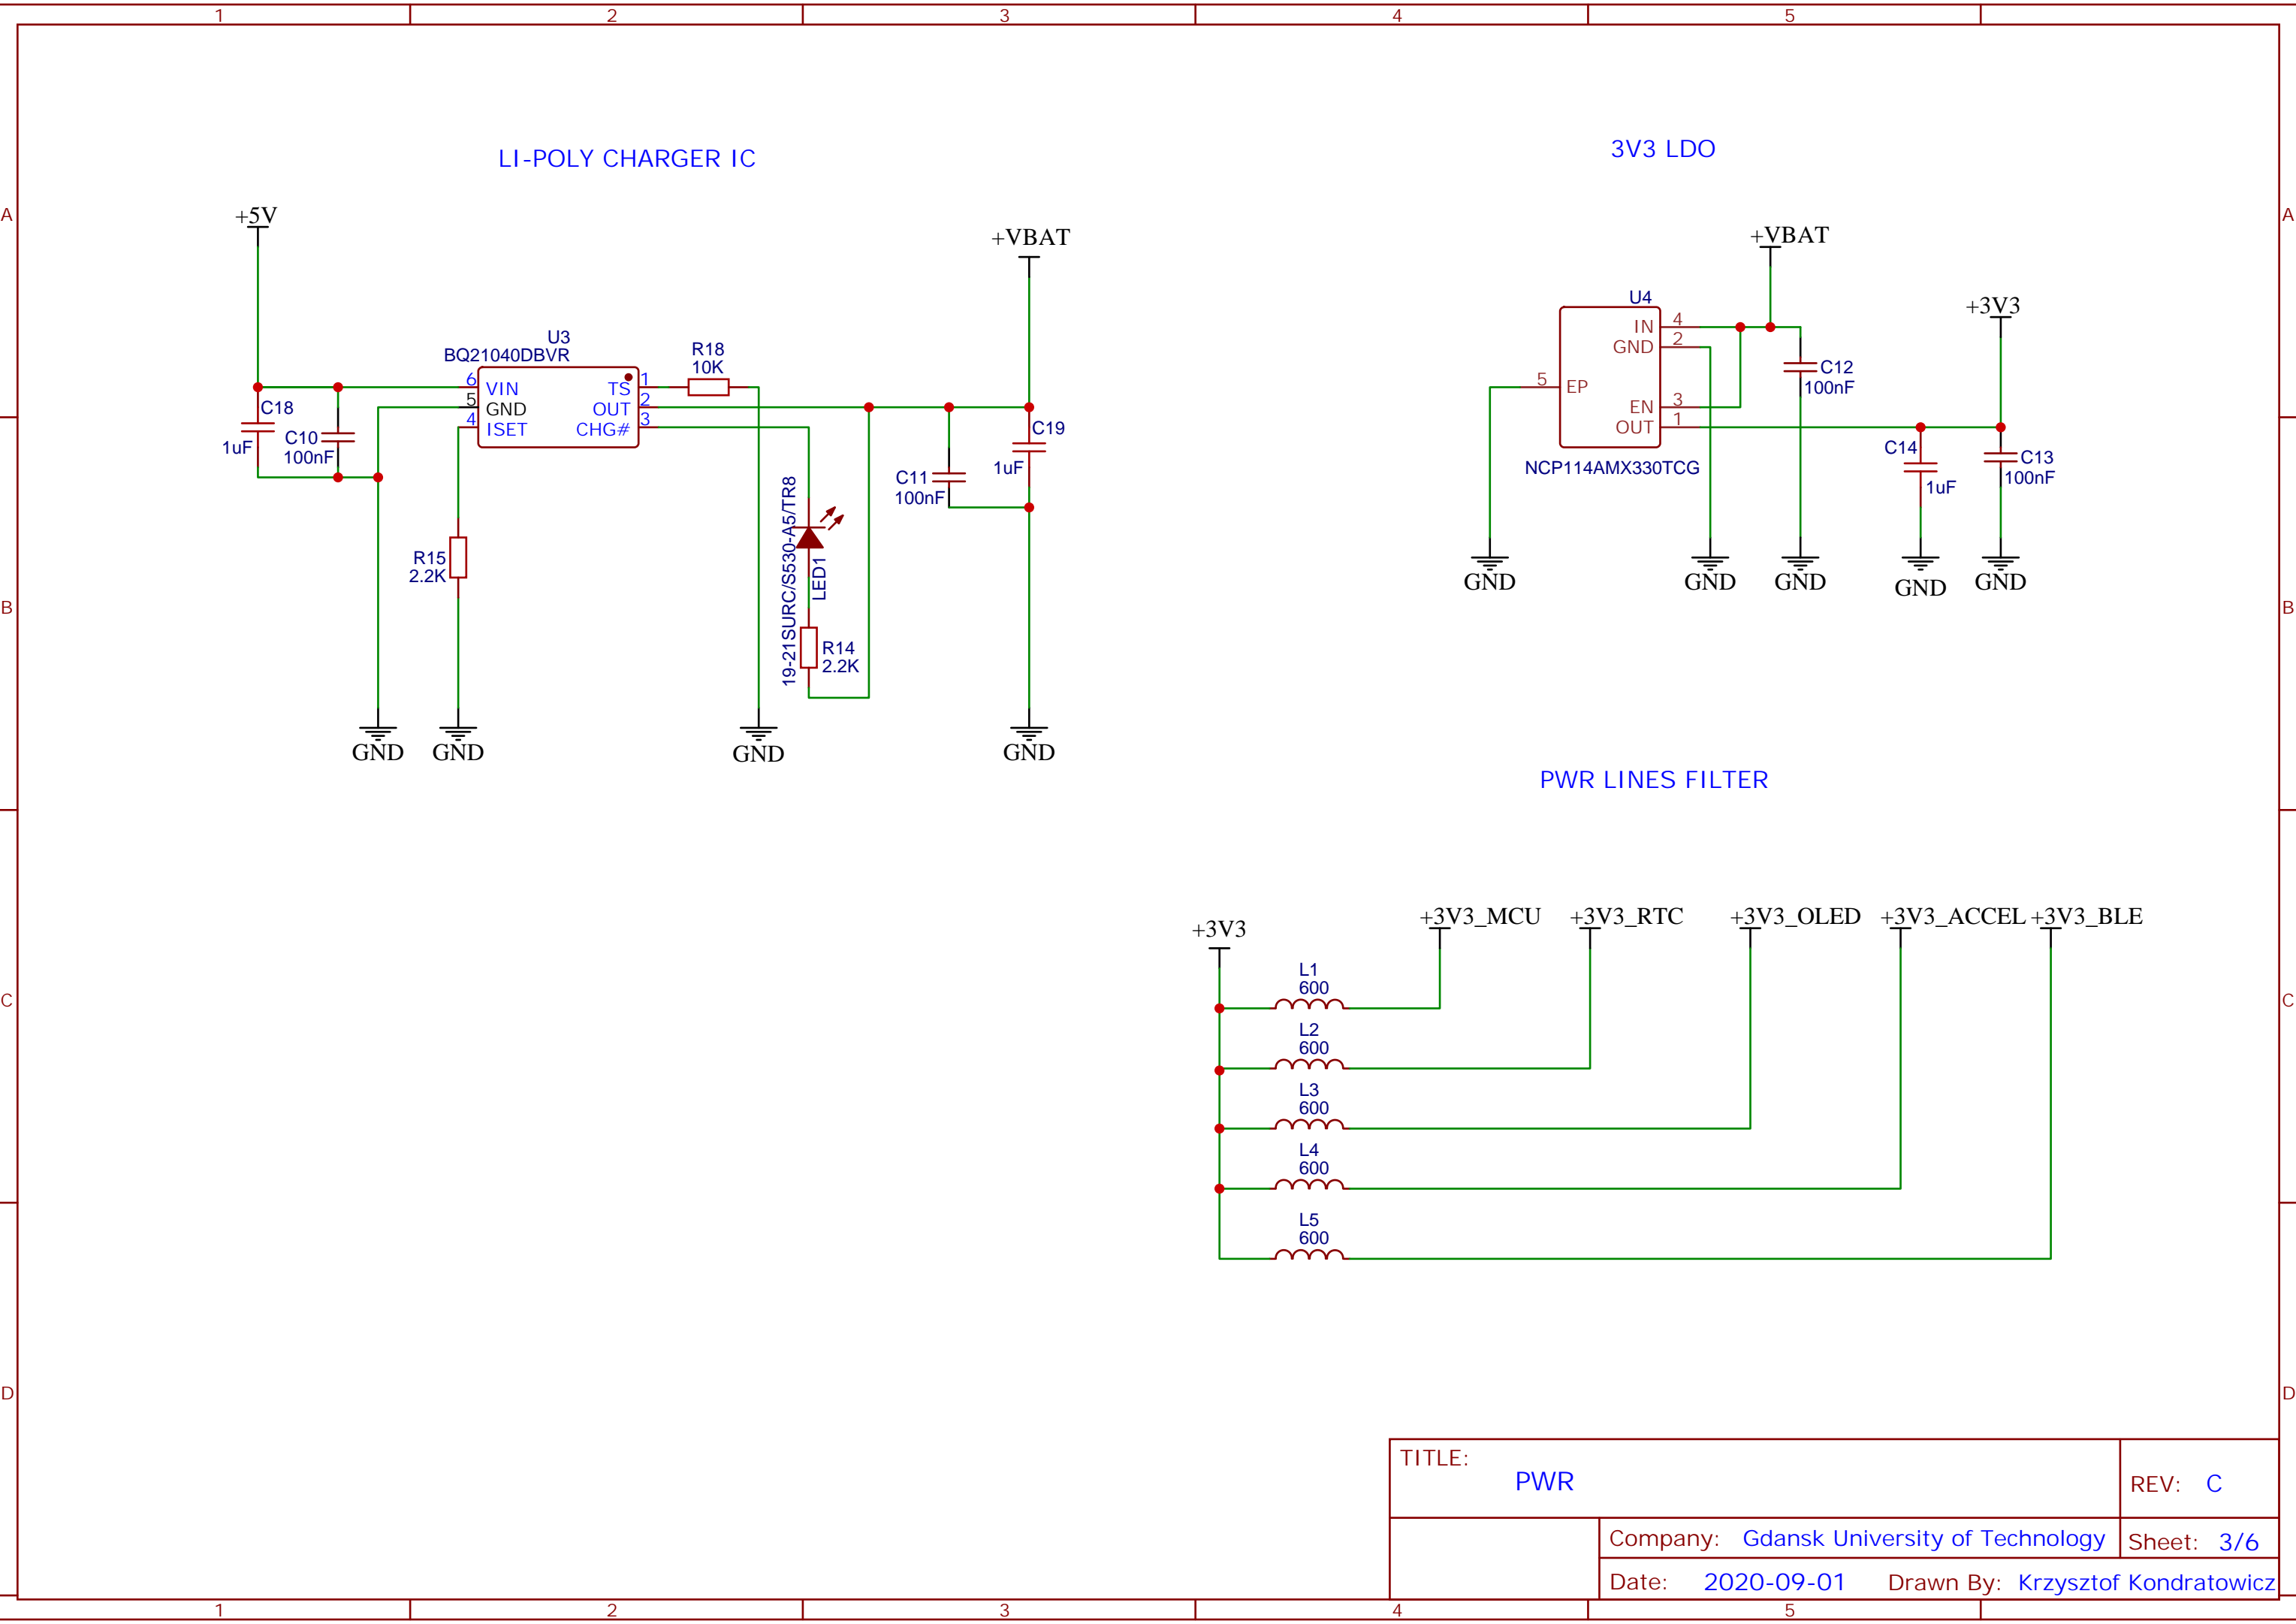 1 2 3 4 5
A A
B B
C C
D D
LI-POLY CHARGER IC
+5V
+VBAT
U3
BQ21040DBVR
6 VIN
5 GND
4 ISET
TS 1
OUT 2
CHG# 3
R18
10K
C18
1uF
C10
100nF
R15
2.2K
19-21SURC/S530-A5/TR8
LED1
R14
2.2K
C11
100nF
C19
1uF
GND
GND
GND
GND
3V3 LDO
+VBAT
+3V3
U4
IN 4
GND 2
5 EP
EN 3
OUT 1
NCP114AMX330TCG
C12
100nF
C14
1uF
C13
100nF
GND
GND
GND
GND
GND
PWR LINES FILTER
+3V3
+3V3_MCU
+3V3_RTC
+3V3_OLED
+3V3_ACCEL
+3V3_BLE
L1
600
L2
600
L3
600
L4
600
L5
600
TITLE:
PWR
REV: C
Company: Gdansk University of Technology
Sheet: 3/6
Date: 2020-09-01
Drawn By: Krzysztof Kondratowicz
1 2 3 4 5